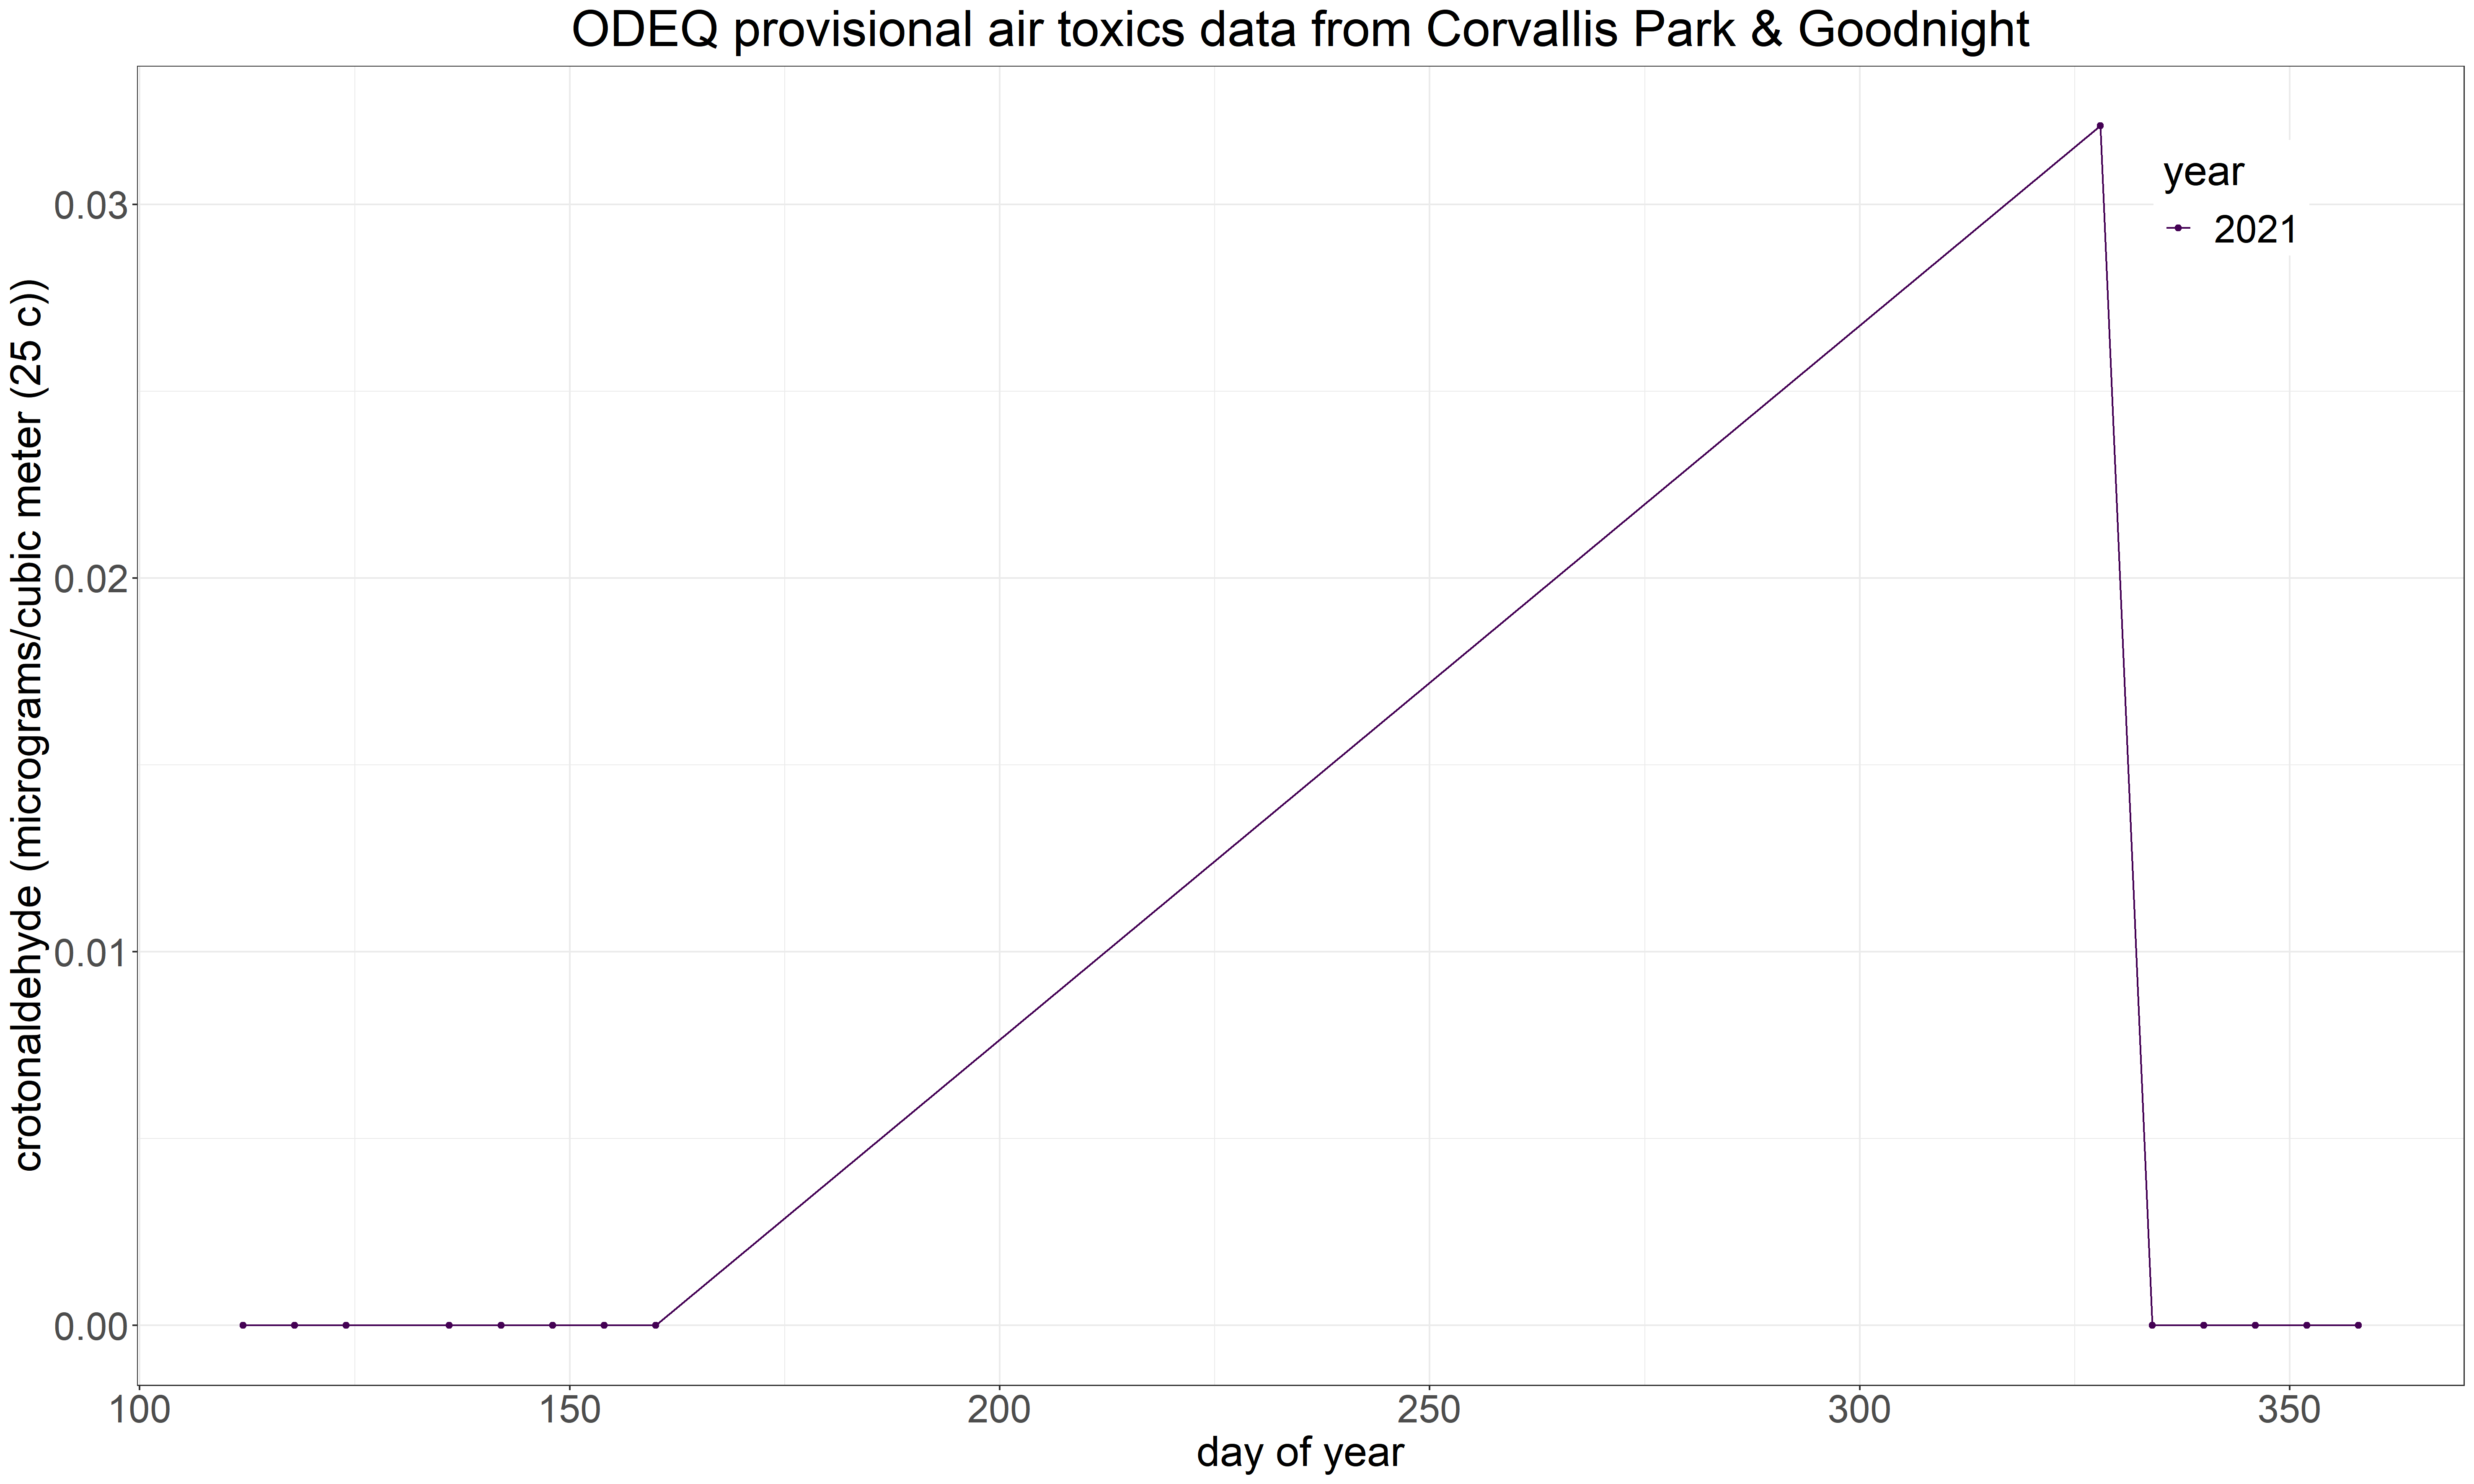 ODEQ provisional air toxics data from Corvallis Park & Goodnight
crotonaldehyde (micrograms/cubic meter (25 c))
0.03
0.02
0.01
0.00
year
2021
100 150 200 250 300 350
day of year